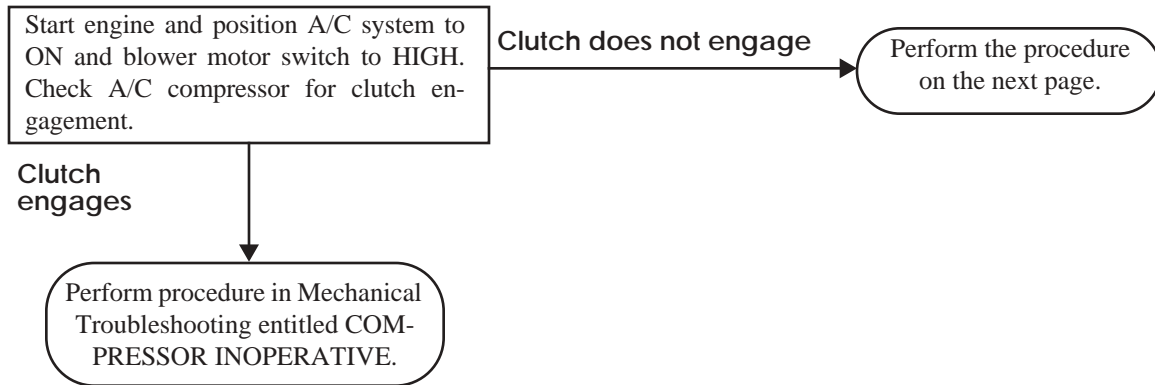 Start engine and position A/C system to
ON and blower motor switch to HIGH.
Check A/C compressor for clutch en-
gagement.
Clutch does not engage
Perform the procedure
on the next page.
Clutch
engages
Perform procedure in Mechanical
Troubleshooting entitled COM-
PRESSOR INOPERATIVE.